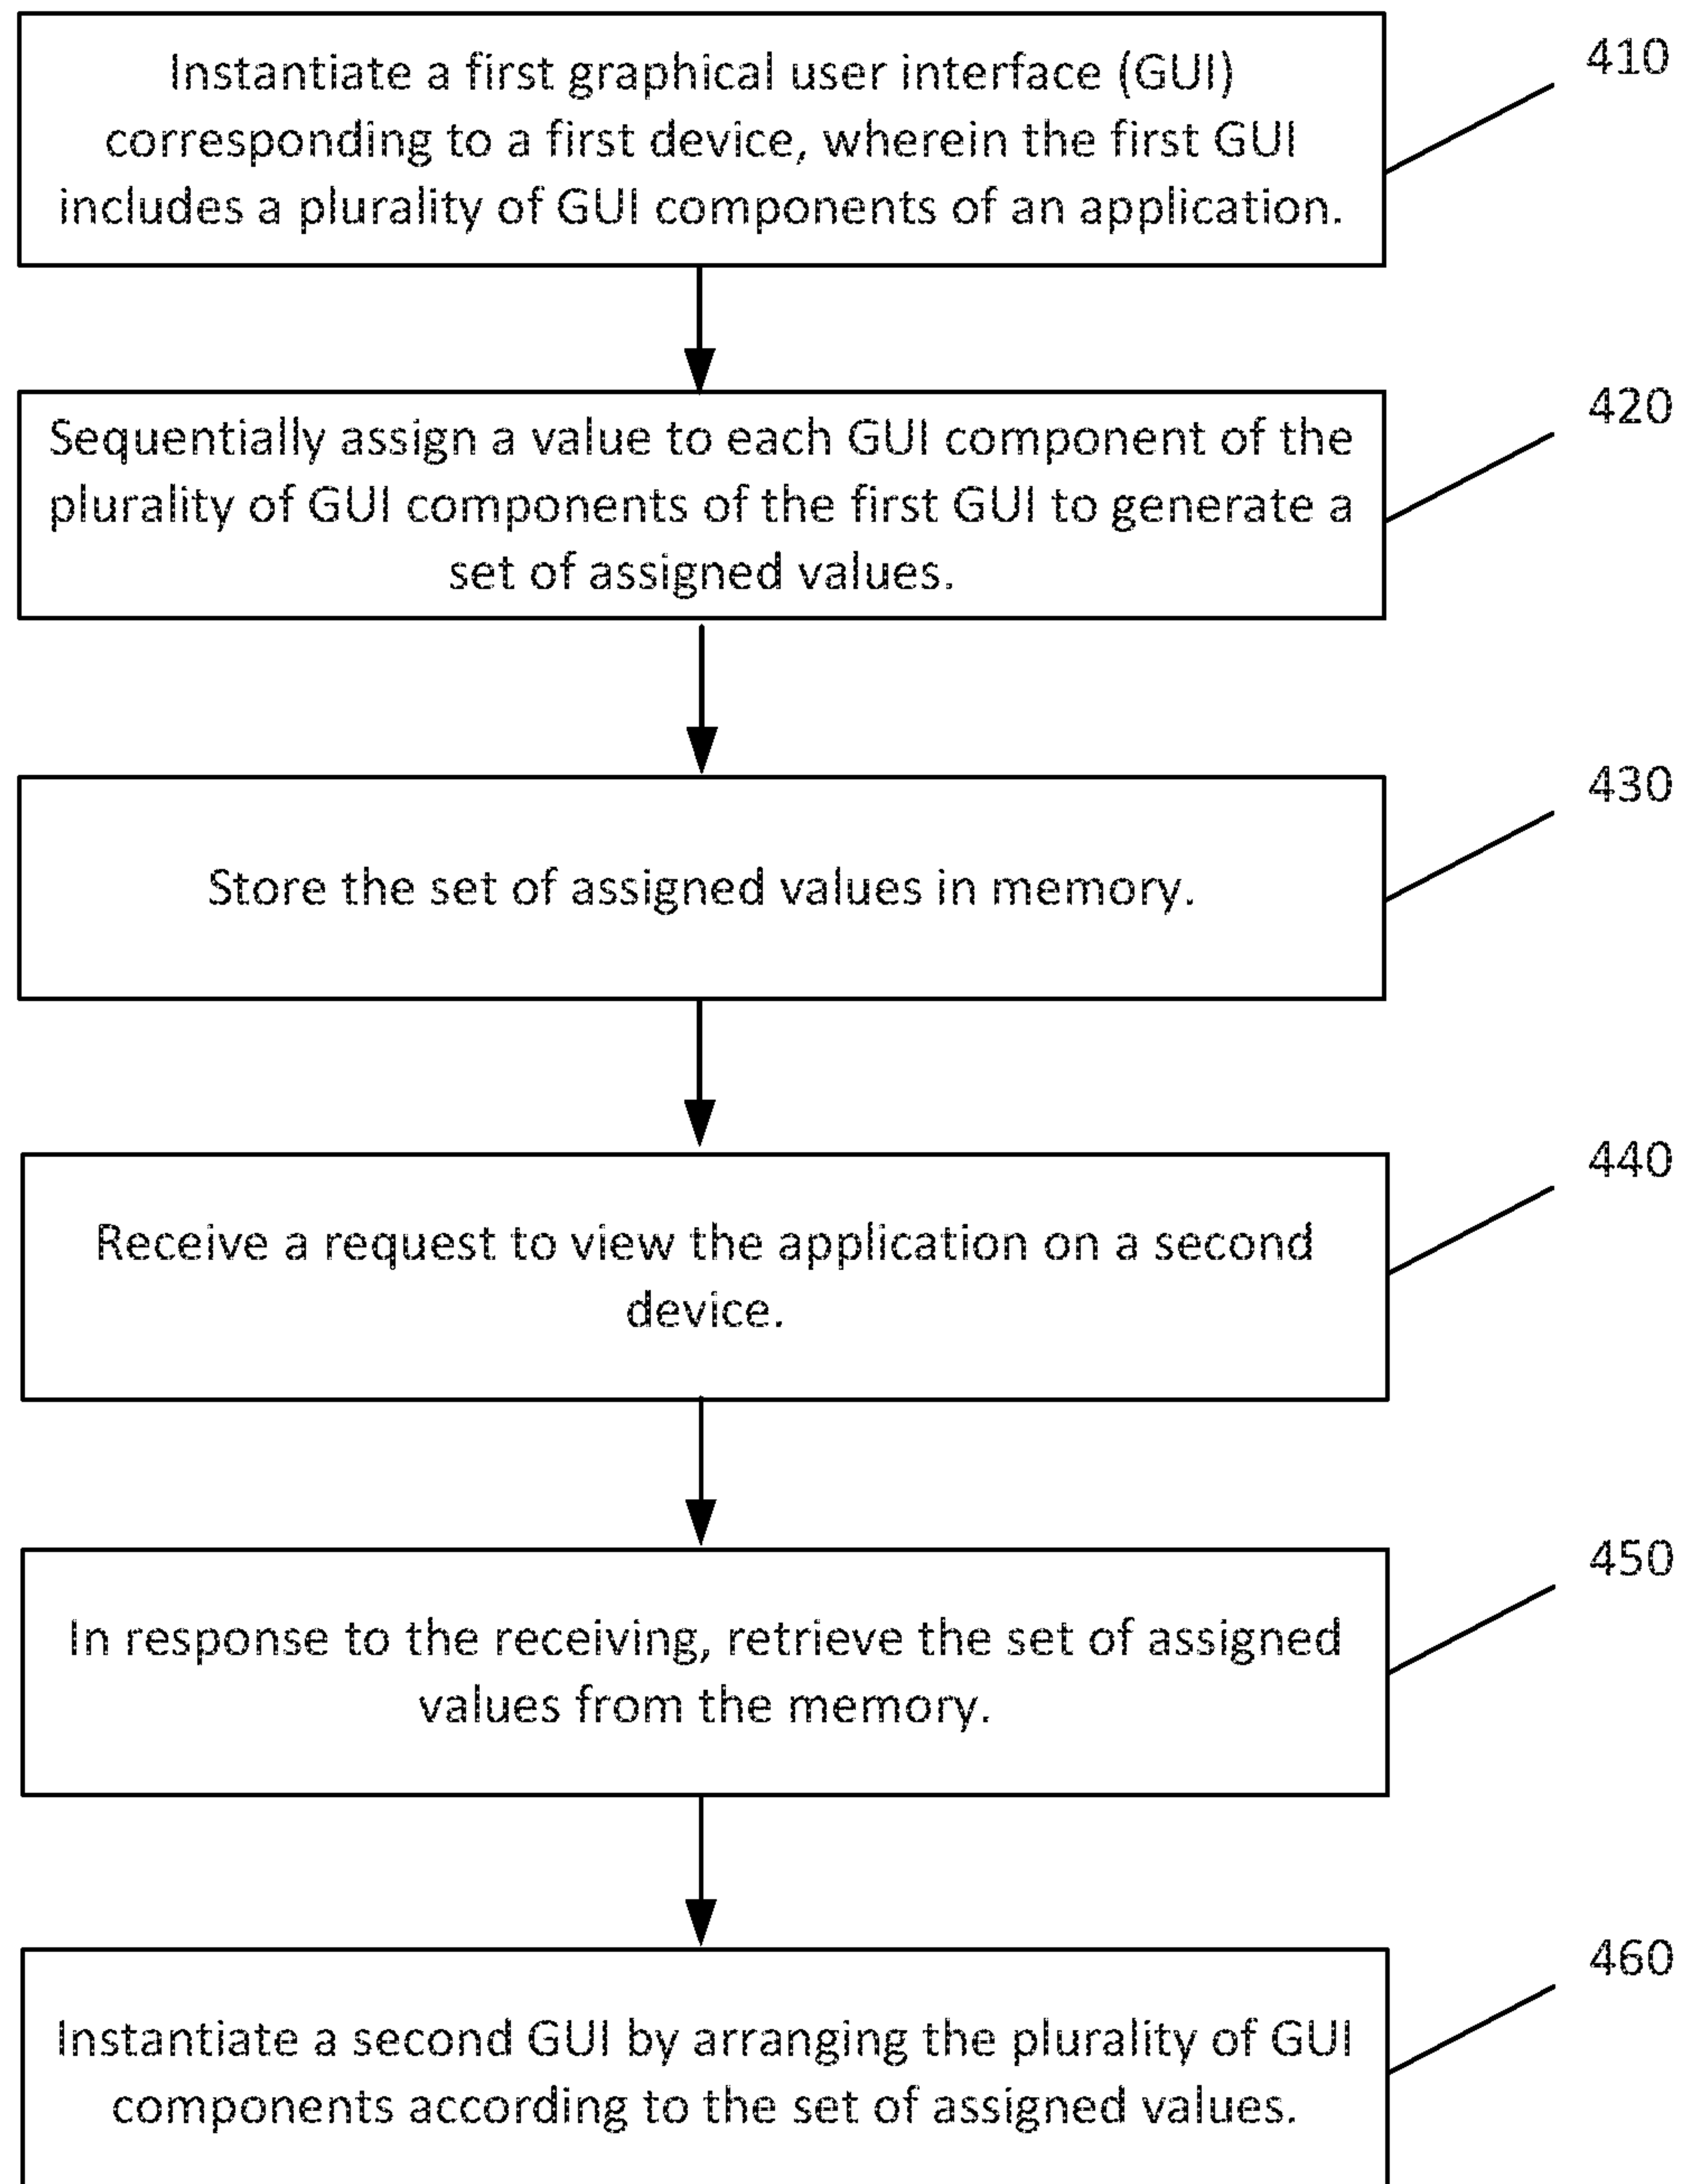 Instantiate a first graphical user interface (GUI)
corresponding to a first device, wherein the first GUI
includes a plurality of GUI components of an application.
410
Sequentially assign a value to each GUI component of the
plurality of GUI components of the first GUI to generate a
set of assigned values.
420
Store the set of assigned values in memory.
430
Receive a request to view the application on a second
device.
440
In response to the receiving, retrieve the set of assigned
values from the memory.
450
Instantiate a second GUI by arranging the plurality of GUI
components according to the set of assigned values.
460